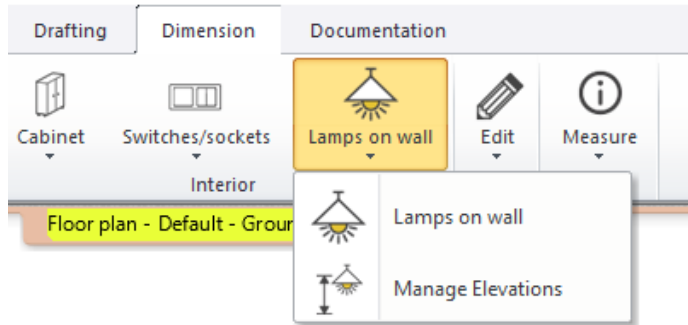 Drafting Dimension Documentation
Cabinet Switches/sockets Lamps on wall Edit Measure
Interior
Floor plan - Default - Grour
Lamps on wall
Manage Elevations